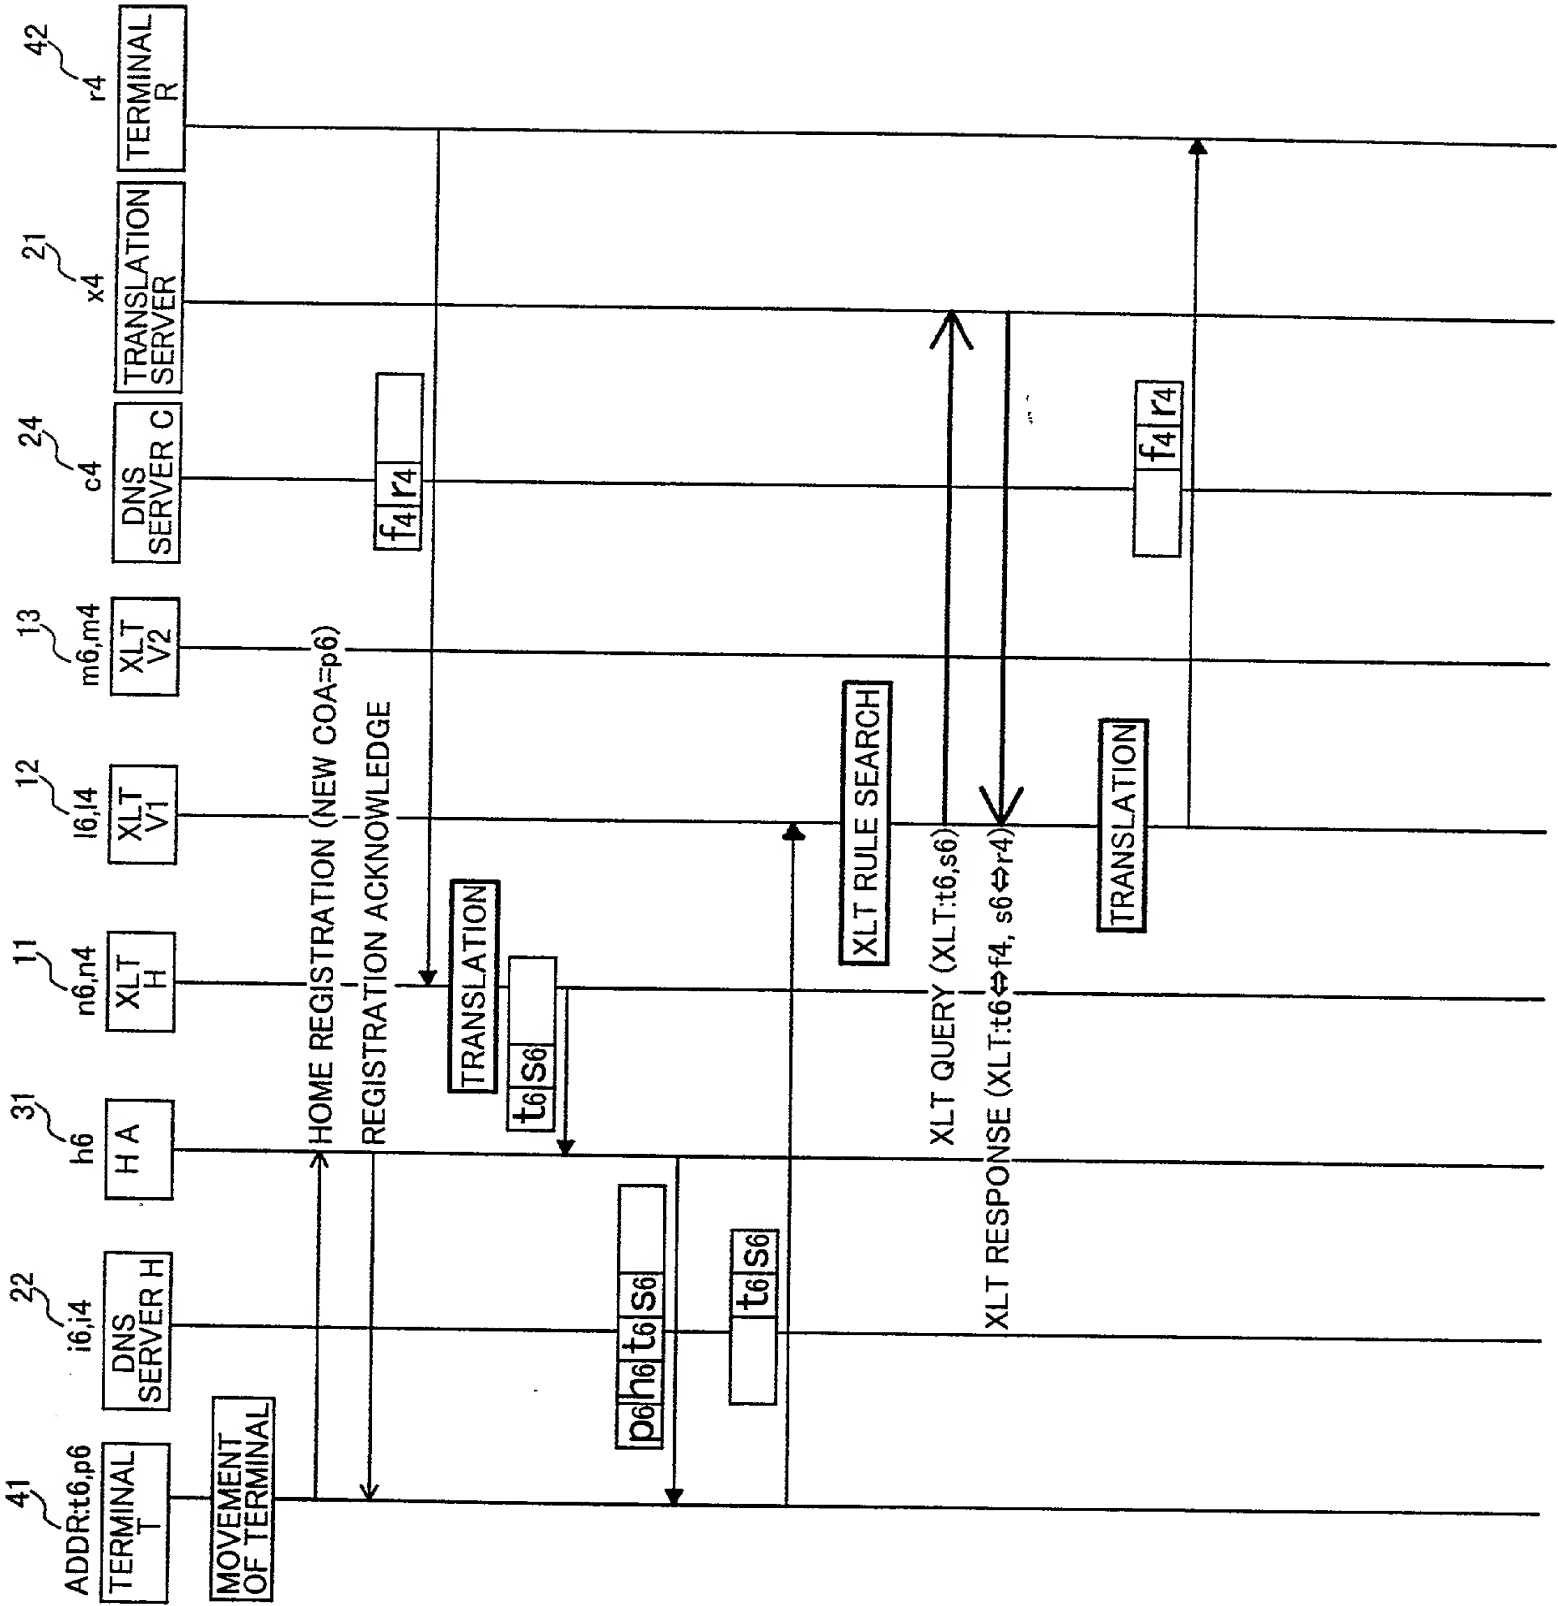 41
ADDR:t6,p6
TERMINAL
T
22
i6,i4
DNS
SERVER H
31
h6
H A
11
n6,n4
XLT
H
12
l6,l4
XLT
V1
13
m6,m4
XLT
V2
24
c4
DNS
SERVER C
21
x4
TRANSLATION
SERVER
42
r4
TERMINAL
R
MOVEMENT
OF TERMINAL
HOME REGISTRATION (NEW COA=p6)
REGISTRATION ACKNOWLEDGE
f4 r4
TRANSLATION
t6 s6
p6 h6 t6 s6
t6 s6
XLT RULE SEARCH
XLT QUERY (XLT:t6,s6)
XLT RESPONSE (XLT:t6⇔f4, s6⇔r4)
TRANSLATION
f4 r4